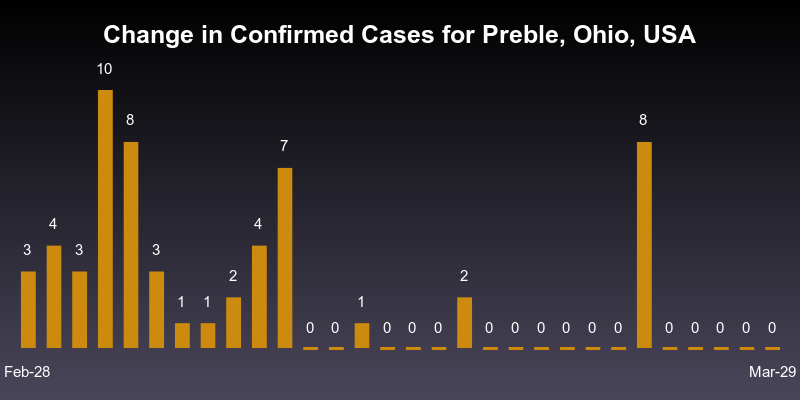 Change in Confirmed Cases for Preble, Ohio, USA
3 4 3 10 8 3 1 1 2 4 7 0 0 1 0 0 0 2 0 0 0 0 0 0 8 0 0 0 0 0
Feb-28 Mar-29